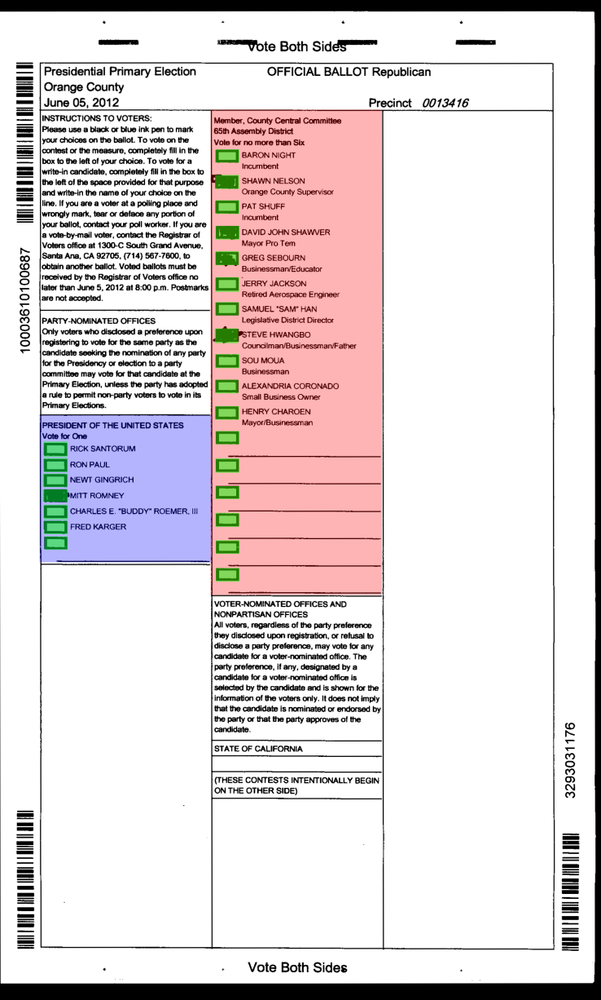 Vote Both Sides
Presidential Primary Election
Orange County
June 05, 2012
OFFICIAL BALLOT Republican
Precinct 0013416
INSTRUCTIONS TO VOTERS:
Please use a black or blue ink pen to mark
your choices on the ballot. To vote on the
contest or the measure, completely fill in the
box to the left of your choice. To vote for a
write-in candidate, completely fill in the box to
the left of the space provided for that purpose
and write-in the name of your choice on the
line. If you are a voter at a polling place and
wrongly mark, tear or deface any portion of
your ballot, contact your poll worker. If you are
a vote-by-mail voter, contact the Registrar of
Voters office at 1300-C South Grand Avenue,
Santa Ana, CA 92705, (714) 567-7600, to
obtain another ballot. Voted ballots must be
received by the Registrar of Voters office no
later than June 5, 2012 at 8:00 p.m. Postmarks
are not accepted.
PARTY-NOMINATED OFFICES
Only voters who disclosed a preference upon
registering to vote for the same party as the
candidate seeking the nomination of any party
for the Presidency or election to a party
committee may vote for that candidate at the
Primary Election, unless the party has adopted
a rule to permit non-party voters to vote in its
Primary Elections.
PRESIDENT OF THE UNITED STATES
Vote for One
RICK SANTORUM
RON PAUL
NEWT GINGRICH
MITT ROMNEY
CHARLES E. "BUDDY" ROEMER, III
FRED KARGER
Member, County Central Committee
65th Assembly District
Vote for no more than Six
BARON NIGHT
Incumbent
SHAWN NELSON
Orange County Supervisor
PAT SHUFF
Incumbent
DAVID JOHN SHAWVER
Mayor Pro Tem
GREG SEBOURN
Businessman/Educator
JERRY JACKSON
Retired Aerospace Engineer
SAMUEL "SAM" HAN
Legislative District Director
STEVE HWANGBO
Councilman/Businessman/Father
SOU MOUA
Businessman
ALEXANDRIA CORONADO
Small Business Owner
HENRY CHAROEN
Mayor/Businessman
VOTER-NOMINATED OFFICES AND
NONPARTISAN OFFICES
All voters, regardless of the party preference
they disclosed upon registration, or refusal to
disclose a party preference, may vote for any
candidate for a voter-nominated office. The
party preference, if any, designated by a
candidate for a voter-nominated office is
selected by the candidate and is shown for the
information of the voters only. It does not imply
that the candidate is nominated or endorsed by
the party or that the party approves of the
candidate.
STATE OF CALIFORNIA
(THESE CONTESTS INTENTIONALLY BEGIN
ON THE OTHER SIDE)
10003610100687
3293031176
Vote Both Sides